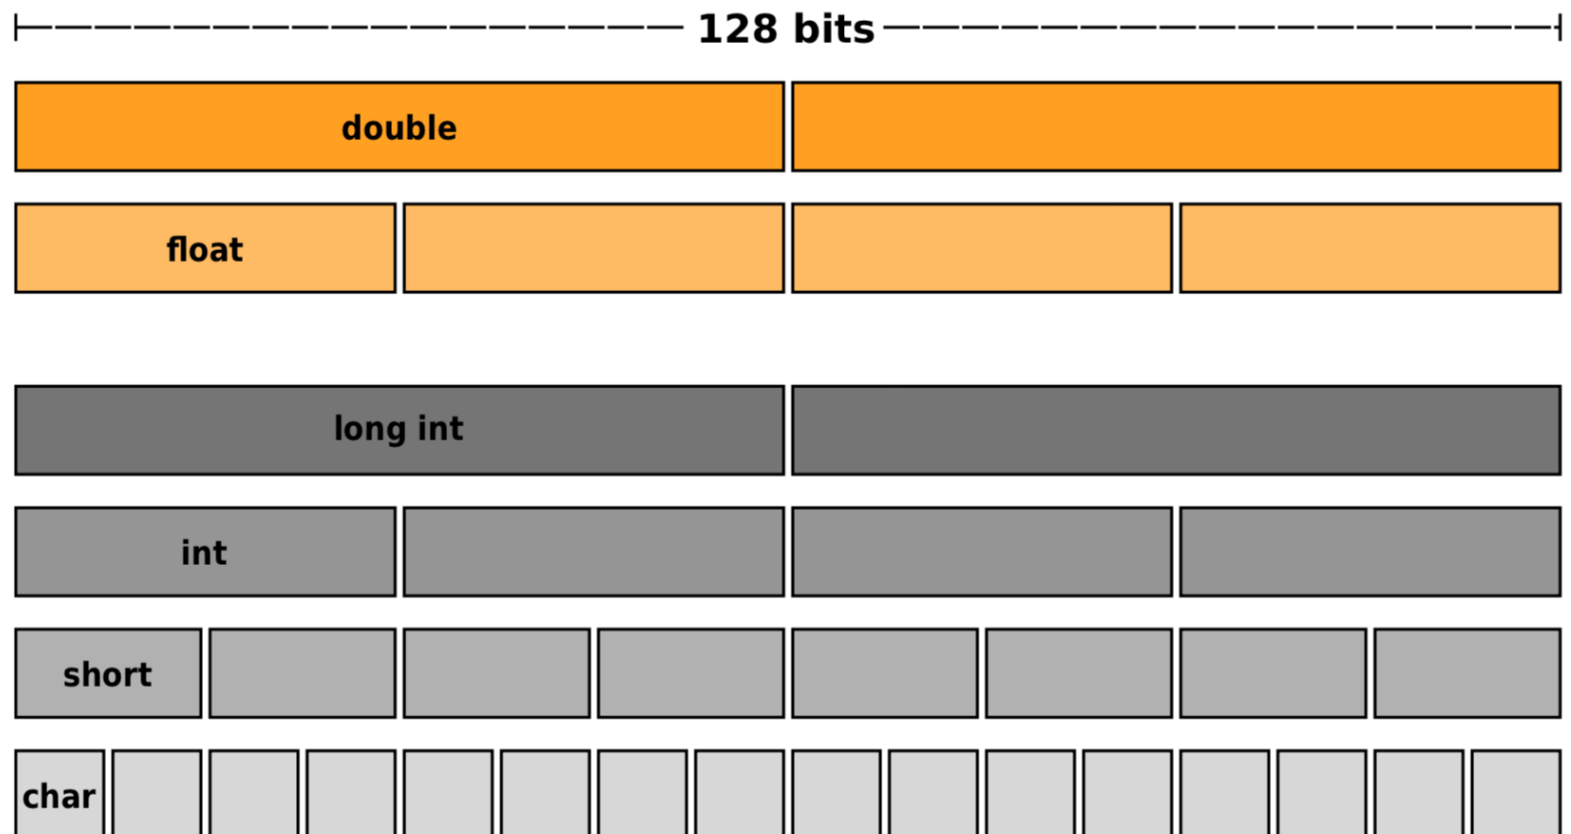 128 bits
double
float
long int
int
short
char